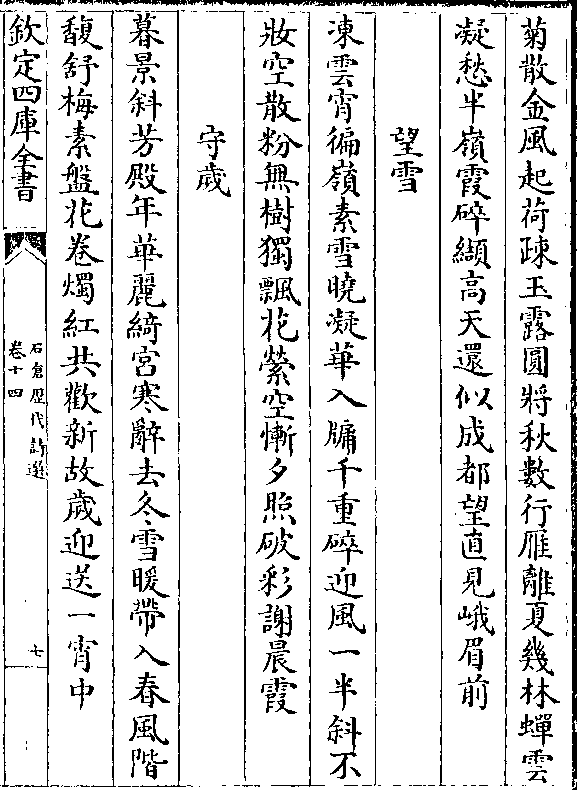 菊散金風起荷疎玉露圓將秋數行雁離夏幾林蟬雲
凝愁半嶺霞碎纈高天還似成都望直見峨眉前
望雪
凍雲宵徧嶺素雪曉凝華入牖千重碎迎風一半斜不
妝空散粉無樹獨飄花縈空慚夕照破彩謝晨霞
守歲
暮景斜芳殿年華麗綺宮寒辭去冬雪暖帶入春風階
馥舒梅素盤花卷燭紅共歡新故歲迎送一宵中
欽定四庫全書
石倉歷代詩選
卷十四
七